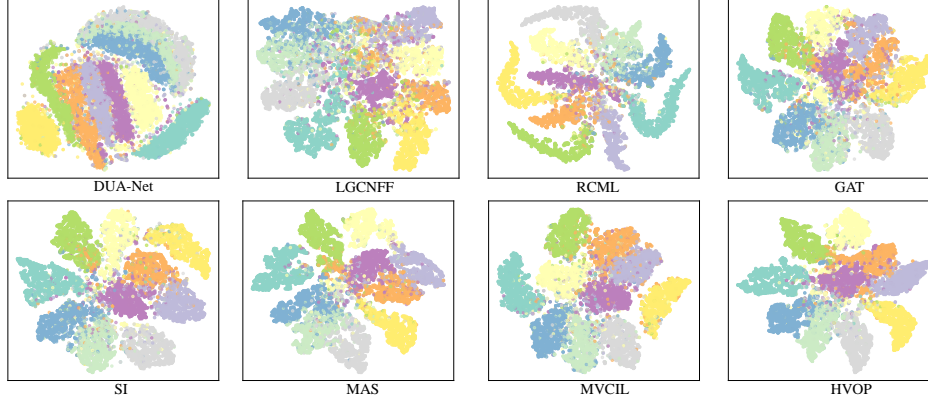 DUA-Net
LGCNFF
RCML
GAT
SI
MAS
MVCIL
HVOP